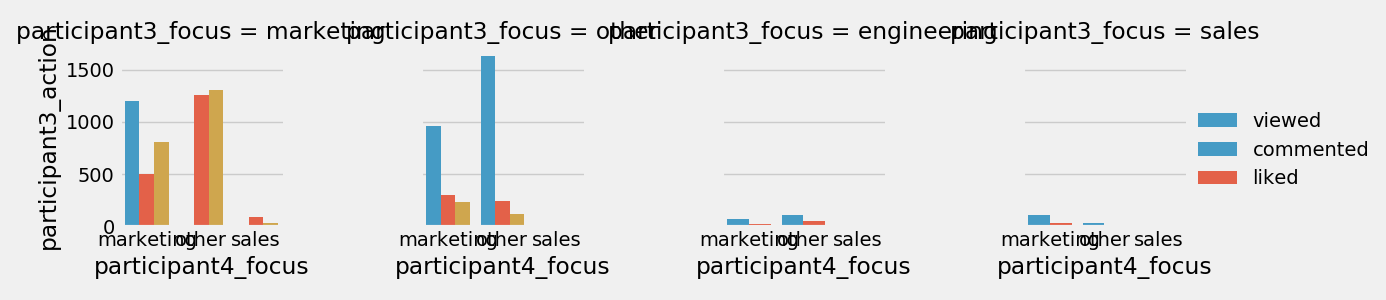 participant3_focus = marketing
participant3_focus = other
participant3_focus = engineering
participant3_focus = sales
participant3_action
1500
1000
500
0
marketing other sales
marketing other sales
marketing other sales
marketing other sales
participant4_focus
participant4_focus
participant4_focus
participant4_focus
viewed
commented
liked